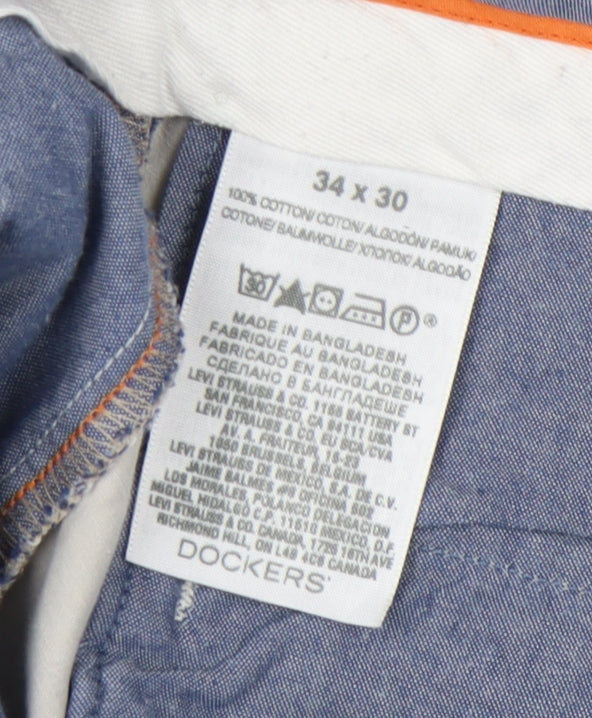 34 x 30
100% COTTON/ COTON/ ALGODÓN/ PAMUK/
COTONE/ BAUMWOLLE/ ХЛОПОК/ ALGODÃO
30 P ®
MADE IN BANGLADESH
FABRIQUE AU BANGLADESH
FABRICADO EN BANGLADESH
СДЕЛАНО В БАНГЛАДЕШЕ
LEVI STRAUSS & CO. 1155 BATTERY ST
SAN FRANCISCO, CA 94111 USA
LEVI STRAUSS & CO. EU SCA/CVA
AV. A. FRAITEUR, 15-23
1050 BRUSSELS, BELGIUM
LEVI STRAUSS DE MEXICO, S.A. DE C.V.
JAIME BALMES, #8 OFICINA 603
LOS MORALES, POLANCO DELEGACION
MIGUEL HIDALGO C.P. 11510 MEXICO, D.F.
LEVI STRAUSS & CO. CANADA, 1725 16TH AVE
RICHMOND HILL, ON L4B 4C6 CANADA
DOCKERS'